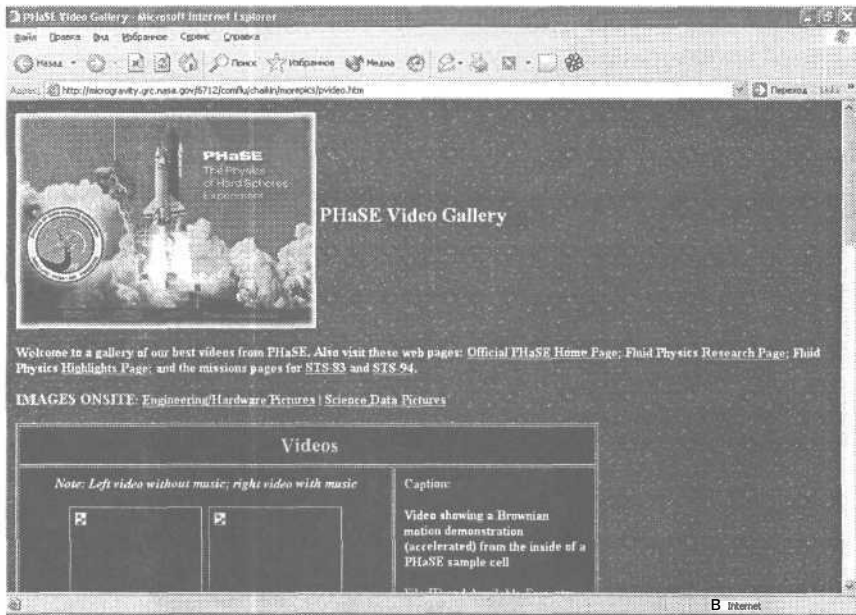 PHaSE Video Gallery - Microsoft Internet Explorer
Файл Правка Вид Избранное Сервис Справка
Назад Поиск Избранное Медиа
Адрес: http://microgravity.grc.nasa.gov/6712/comflu/chaikin/morepics/pvideo.htm Переход Links »
PHaSE
The Physics
of Hard Spheres
Experiment
PHaSE Video Gallery
Welcome to a gallery of our best videos from PHaSE. Also visit these web pages: Official PHaSE Home Page; Fluid Physics Research Page; Fluid
Physics Highlights Page; and the missions pages for STS-83 and STS-94.
IMAGES ONSITE: Engineering/Hardware Pictures | Science Data Pictures
Videos
Note: Left video without music; right video with music
Caption:
Video showing a Brownian
motion demonstration
(accelerated) from the inside of a
PHaSE sample cell
В Internet